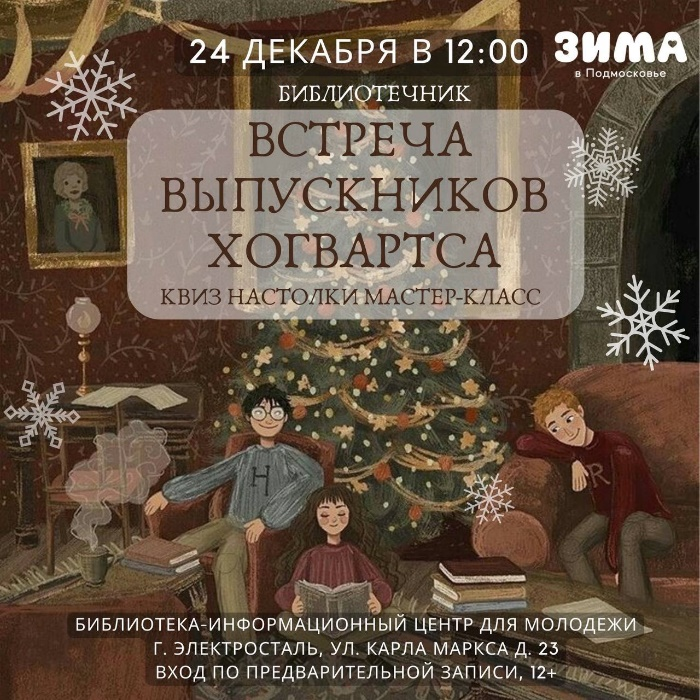 24 ДЕКАБРЯ В 12:00
ЗИМА
в Подмосковье
БИБЛИОТЕЧНИК
ВСТРЕЧА
ВЫПУСКНИКОВ
ХОГВАРТСА
КВИЗ НАСТОЛКИ МАСТЕР-КЛАСС
H
R
БИБЛИОТЕКА-ИНФОРМАЦИОННЫЙ ЦЕНТР ДЛЯ МОЛОДЕЖИ
Г. ЭЛЕКТРОСТАЛЬ, УЛ. КАРЛА МАРКСА Д. 23
ВХОД ПО ПРЕДВАРИТЕЛЬНОЙ ЗАПИСИ, 12+